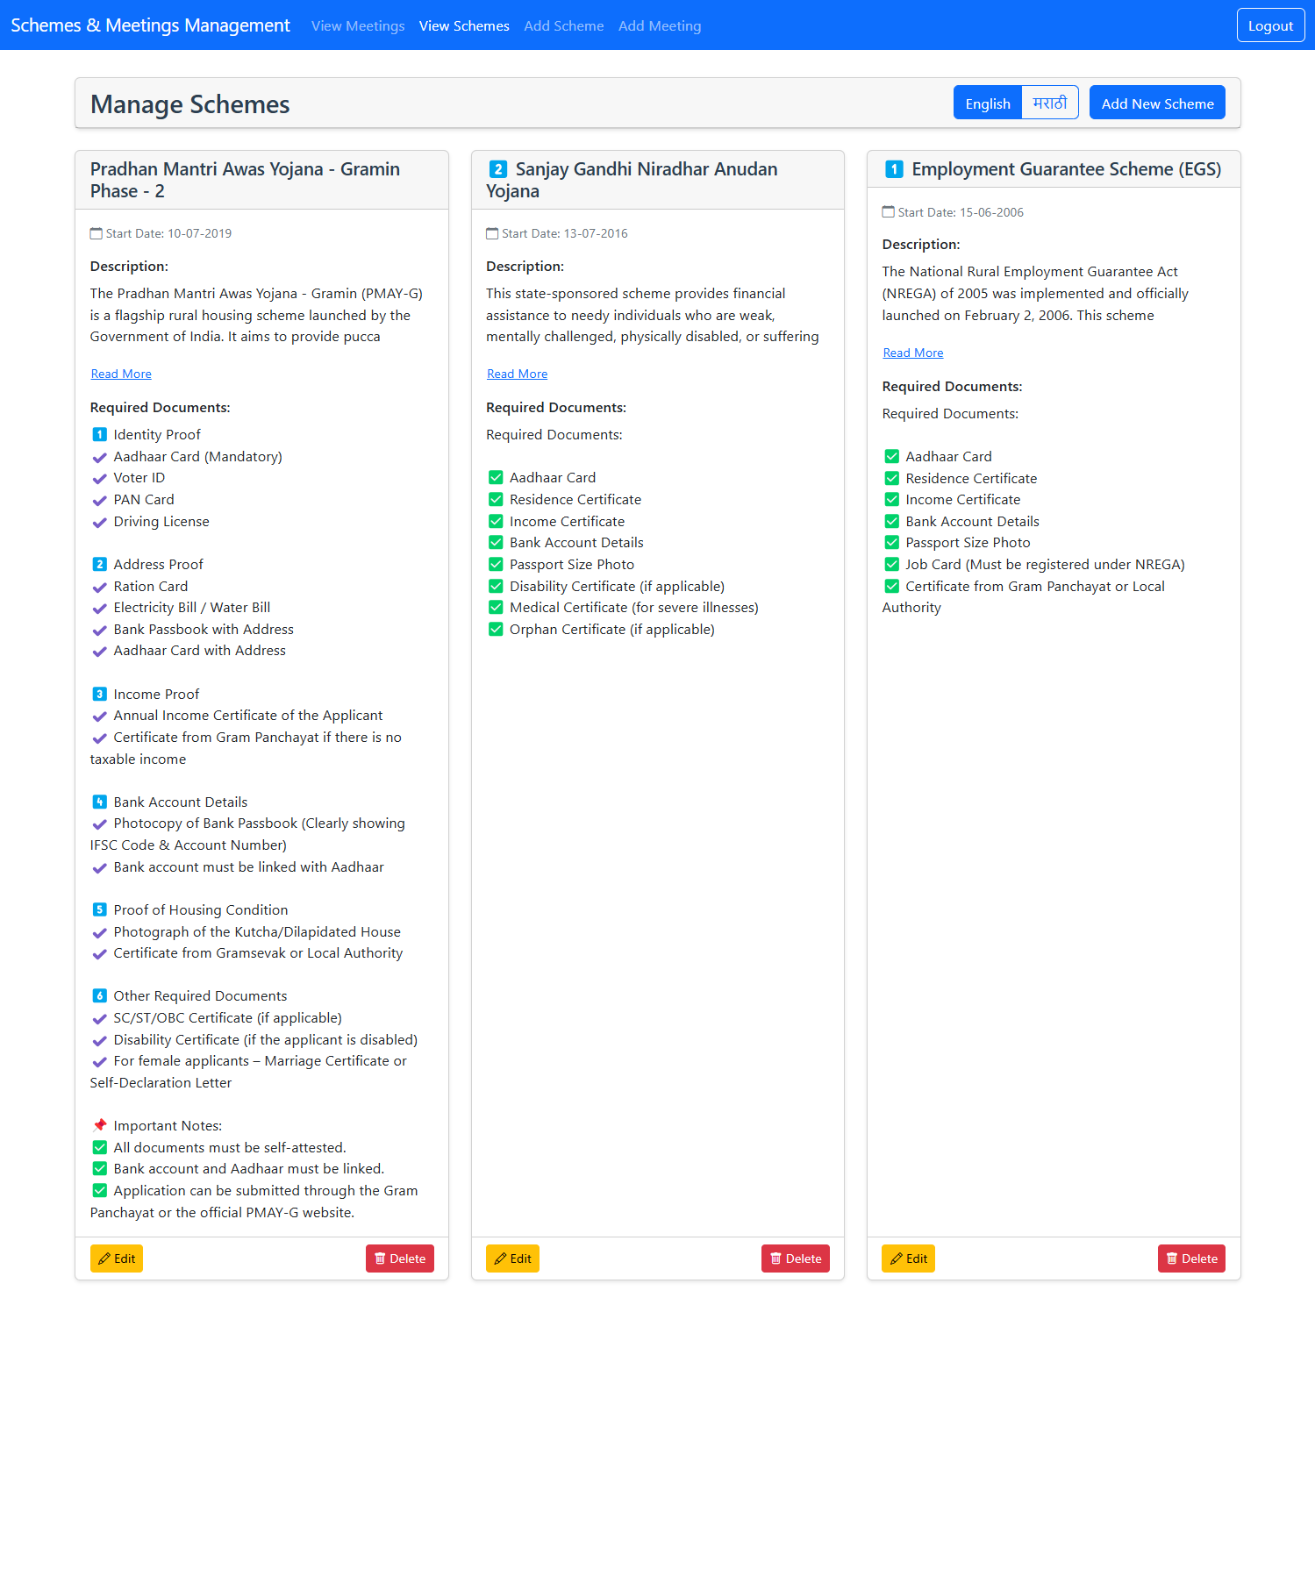 Schemes & Meetings Management View Meetings View Schemes Add Scheme Add Meeting Logout
Manage Schemes English मराठी Add New Scheme
Pradhan Mantri Awas Yojana - Gramin
Phase - 2
Start Date: 10-07-2019
Description:
The Pradhan Mantri Awas Yojana - Gramin (PMAY-G)
is a flagship rural housing scheme launched by the
Government of India. It aims to provide pucca
Read More
Required Documents:
1️⃣ Identity Proof
✔ Aadhaar Card (Mandatory)
✔ Voter ID
✔ PAN Card
✔ Driving License
2️⃣ Address Proof
✔ Ration Card
✔ Electricity Bill / Water Bill
✔ Bank Passbook with Address
✔ Aadhaar Card with Address
3️⃣ Income Proof
✔ Annual Income Certificate of the Applicant
✔ Certificate from Gram Panchayat if there is no
taxable income
4️⃣ Bank Account Details
✔ Photocopy of Bank Passbook (Clearly showing
IFSC Code & Account Number)
✔ Bank account must be linked with Aadhaar
5️⃣ Proof of Housing Condition
✔ Photograph of the Kutcha/Dilapidated House
✔ Certificate from Gramsevak or Local Authority
6️⃣ Other Required Documents
✔ SC/ST/OBC Certificate (if applicable)
✔ Disability Certificate (if the applicant is disabled)
✔ For female applicants – Marriage Certificate or
Self-Declaration Letter
📌 Important Notes:
✅ All documents must be self-attested.
✅ Bank account and Aadhaar must be linked.
✅ Application can be submitted through the Gram
Panchayat or the official PMAY-G website.
Edit Delete
2️⃣ Sanjay Gandhi Niradhar Anudan
Yojana
Start Date: 13-07-2016
Description:
This state-sponsored scheme provides financial
assistance to needy individuals who are weak,
mentally challenged, physically disabled, or suffering
Read More
Required Documents:
Required Documents:
✅ Aadhaar Card
✅ Residence Certificate
✅ Income Certificate
✅ Bank Account Details
✅ Passport Size Photo
✅ Disability Certificate (if applicable)
✅ Medical Certificate (for severe illnesses)
✅ Orphan Certificate (if applicable)
Edit Delete
1️⃣ Employment Guarantee Scheme (EGS)
Start Date: 15-06-2006
Description:
The National Rural Employment Guarantee Act
(NREGA) of 2005 was implemented and officially
launched on February 2, 2006. This scheme
Read More
Required Documents:
Required Documents:
✅ Aadhaar Card
✅ Residence Certificate
✅ Income Certificate
✅ Bank Account Details
✅ Passport Size Photo
✅ Job Card (Must be registered under NREGA)
✅ Certificate from Gram Panchayat or Local
Authority
Edit Delete